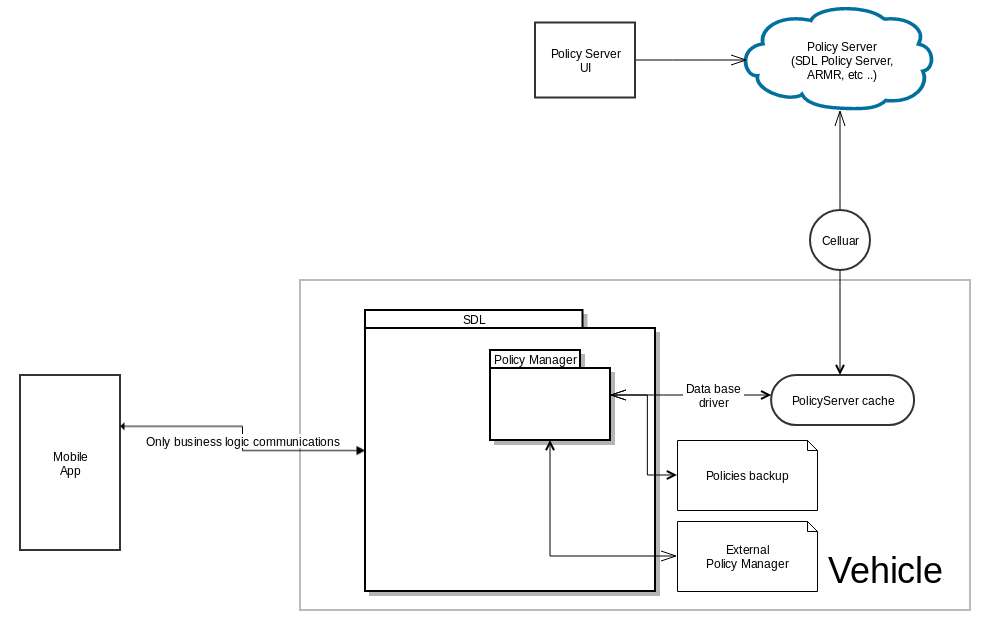 Policy Server
UI
Policy Server
(SDL Policy Server,
ARMR, etc ..)
Celluar
SDL
Policy Manager
Data base
driver
PolicyServer cache
Mobile
App
Only business logic communications
Policies backup
External
Policy Manager
Vehicle